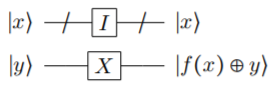 |x⟩ I |x⟩
|y⟩ X |f(x) ⊕ y⟩